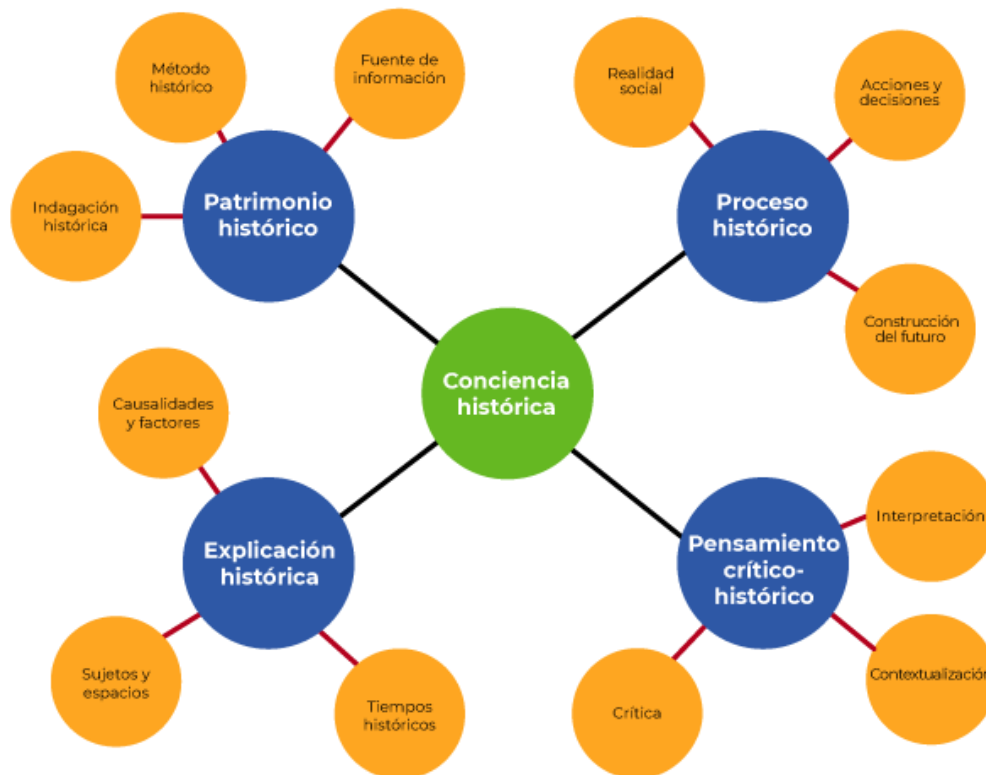 Método
histórico
Fuente de
información
Indagación
histórica
Patrimonio
histórico
Realidad
social
Acciones y
decisiones
Proceso
histórico
Construcción
del futuro
Conciencia
histórica
Causalidades
y factores
Explicación
histórica
Sujetos y
espacios
Tiempos
históricos
Pensamiento
crítico-
histórico
Interpretación
Contextualización
Crítica